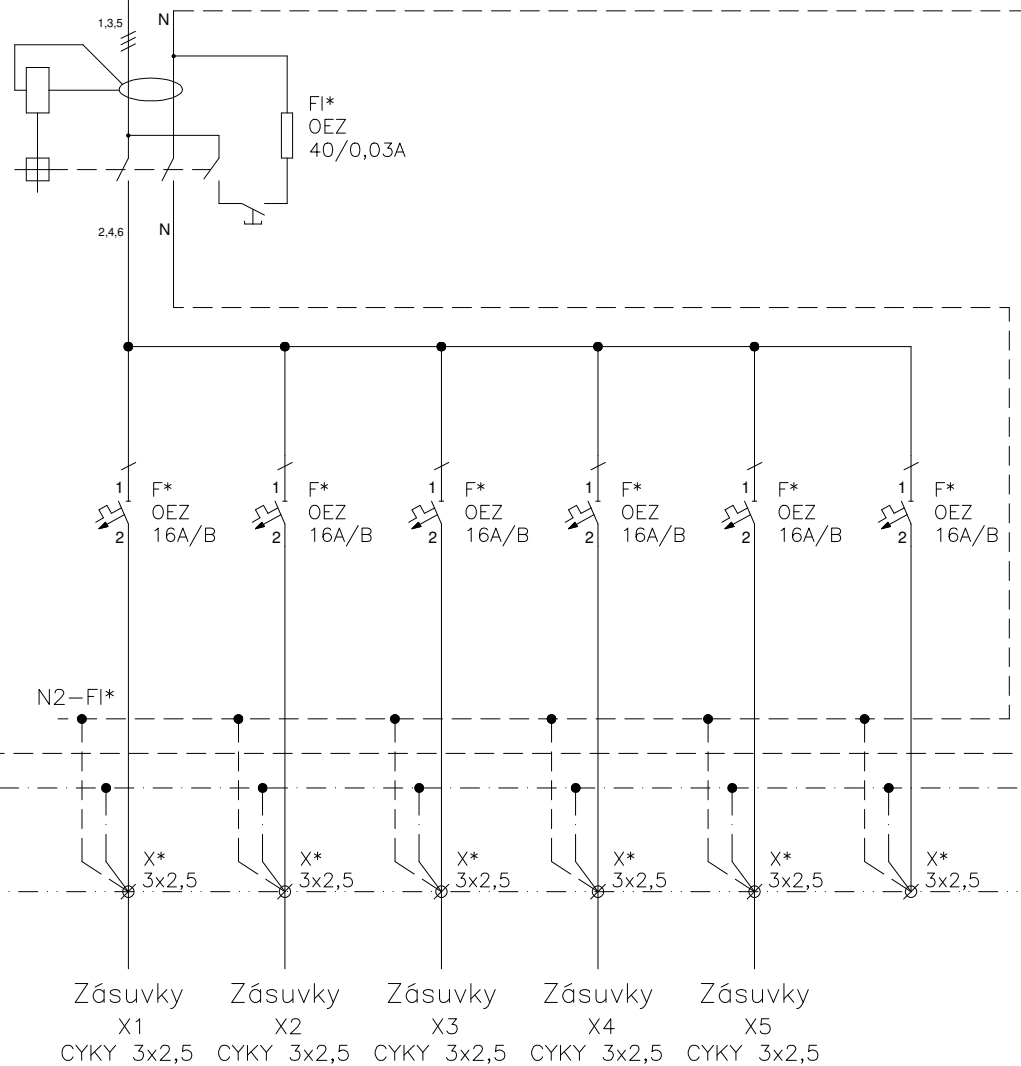 1,3,5
N
FI*
OEZ
40/0,03A
2,4,6
N
1 F* 1 F* 1 F* 1 F* 1 F* 1 F*
OEZ OEZ OEZ OEZ OEZ OEZ
2 16A/B 2 16A/B 2 16A/B 2 16A/B 2 16A/B 2 16A/B
N2-FI*
X* X* X* X* X* X*
3x2,5 3x2,5 3x2,5 3x2,5 3x2,5 3x2,5
Zásuvky Zásuvky Zásuvky Zásuvky Zásuvky
X1 X2 X3 X4 X5
CYKY 3x2,5 CYKY 3x2,5 CYKY 3x2,5 CYKY 3x2,5 CYKY 3x2,5